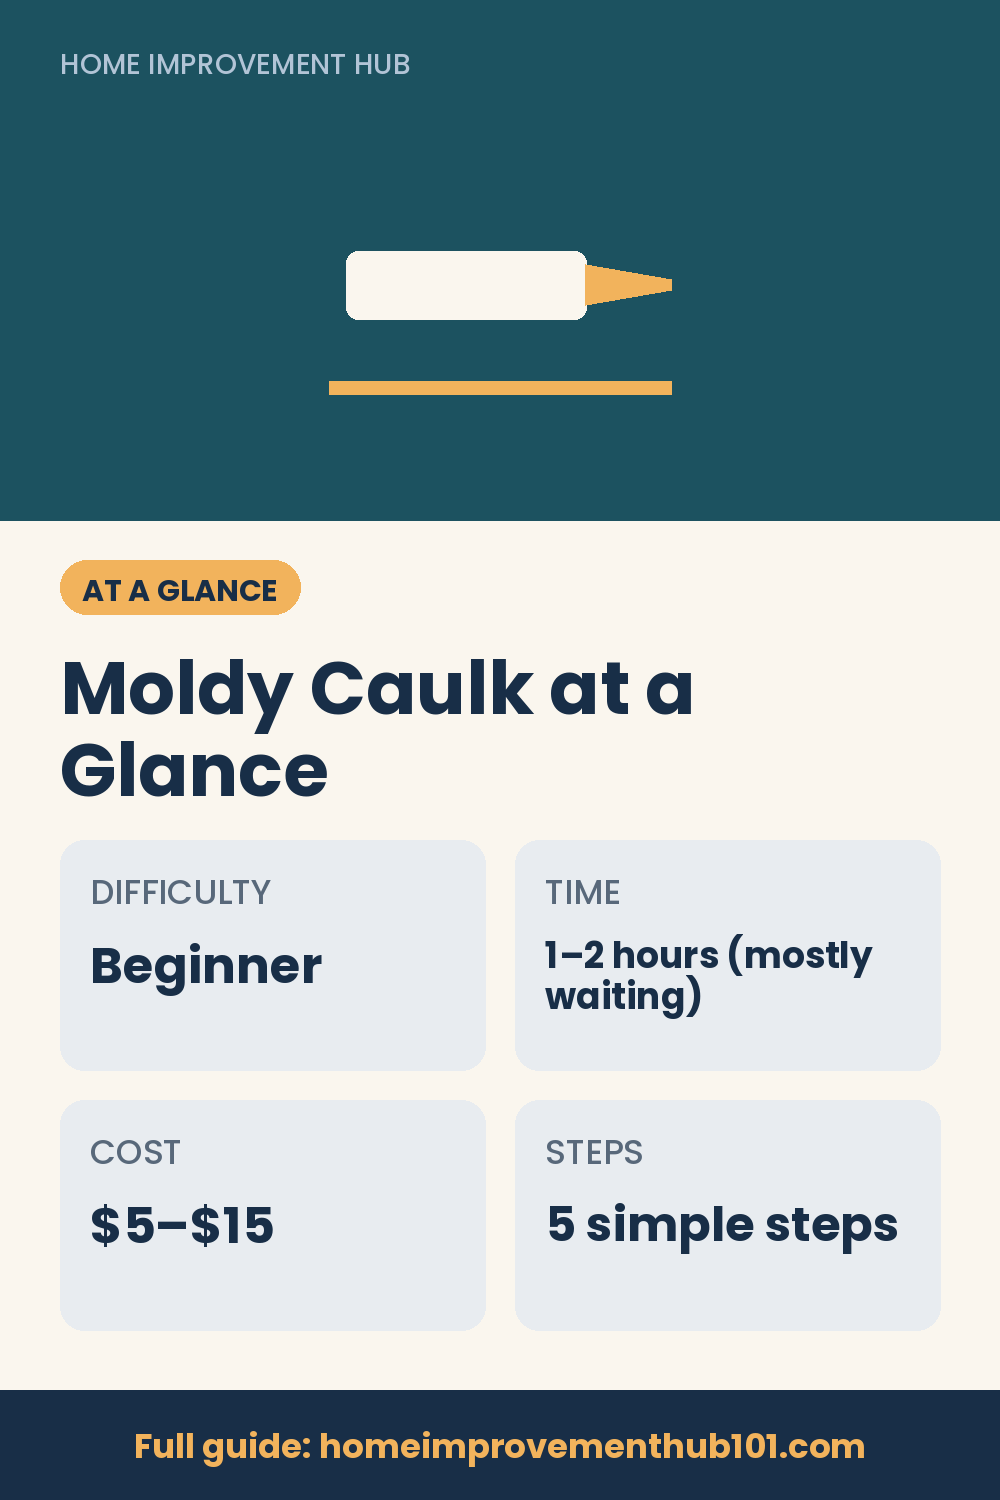 HOME IMPROVEMENT HUB
AT A GLANCE
Moldy Caulk at a
Glance
DIFFICULTY
Beginner
TIME
1–2 hours (mostly
waiting)
COST
$5–$15
STEPS
5 simple steps
Full guide: homeimprovementhub101.com